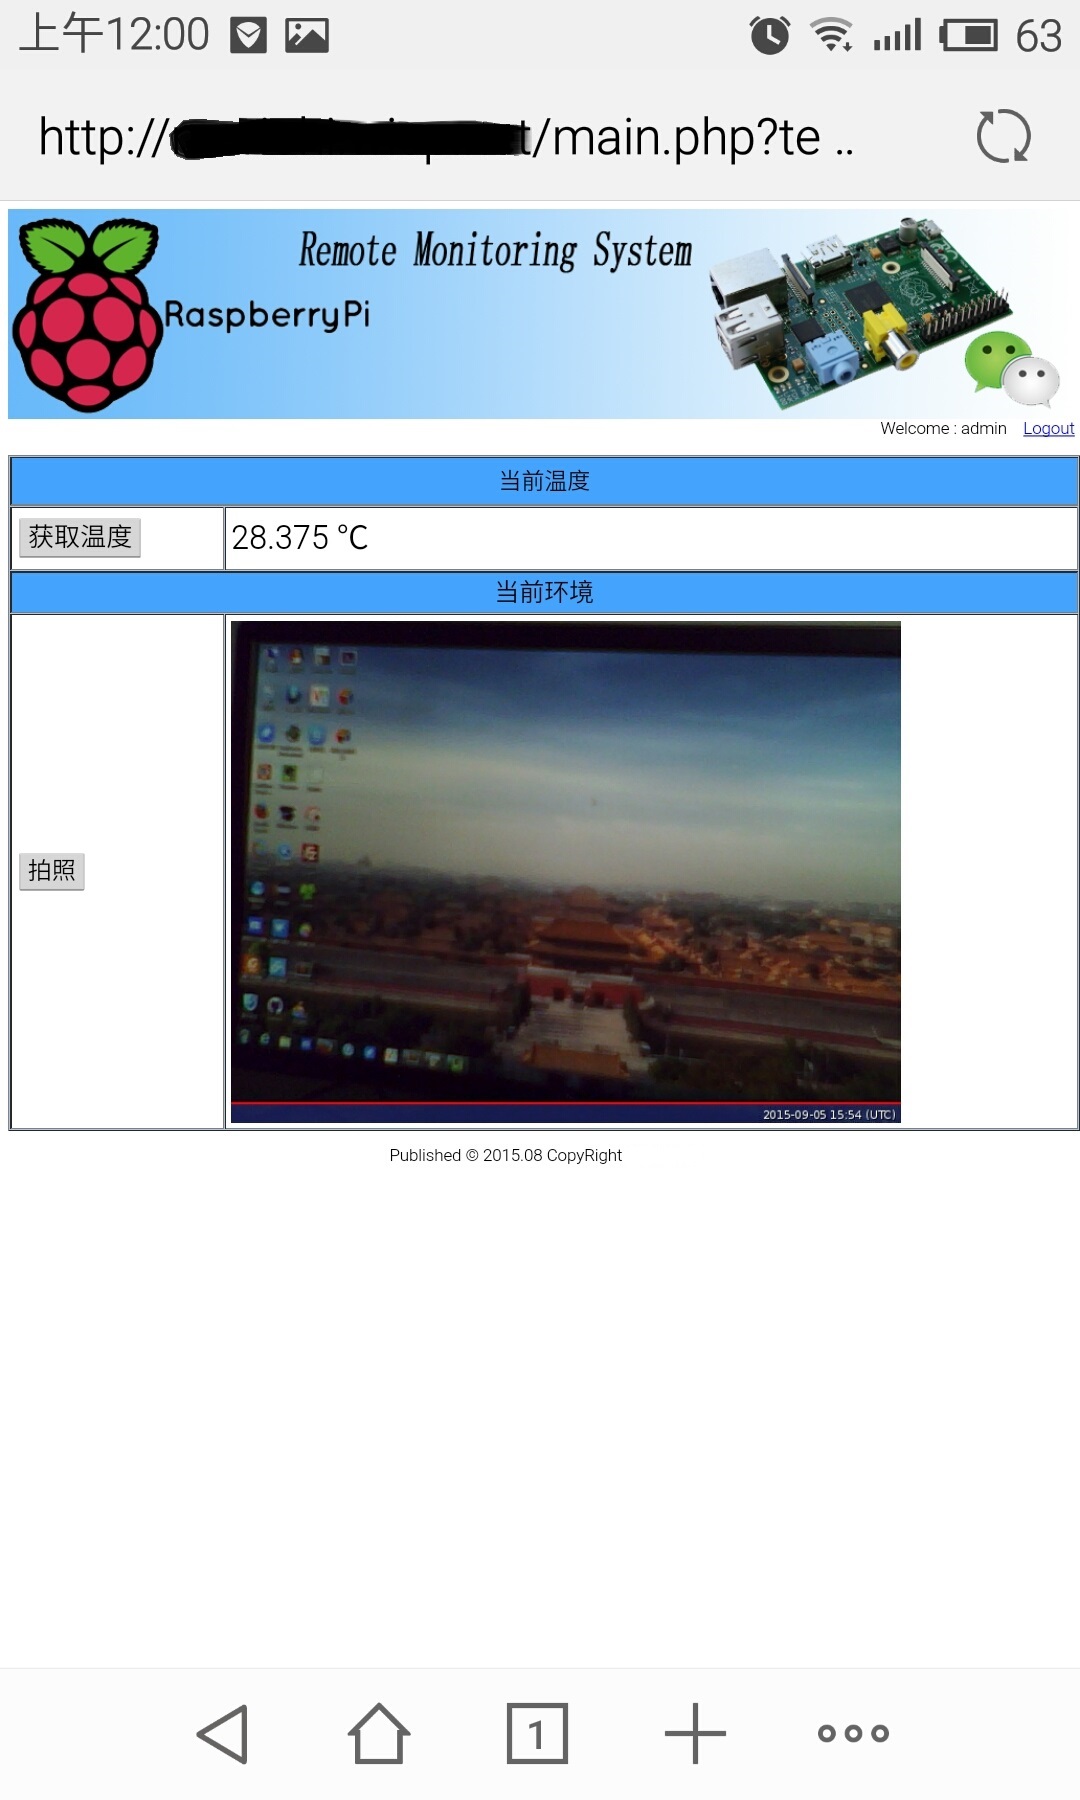 上午12:00 63
http:// t/main.php?te ..
Remote Monitoring System
RaspberryPi
Welcome : admin Logout
当前温度
获取温度 28.375 °C
当前环境
拍照
2015-09-05 15:54 (UTC)
Published © 2015.08 CopyRight
1